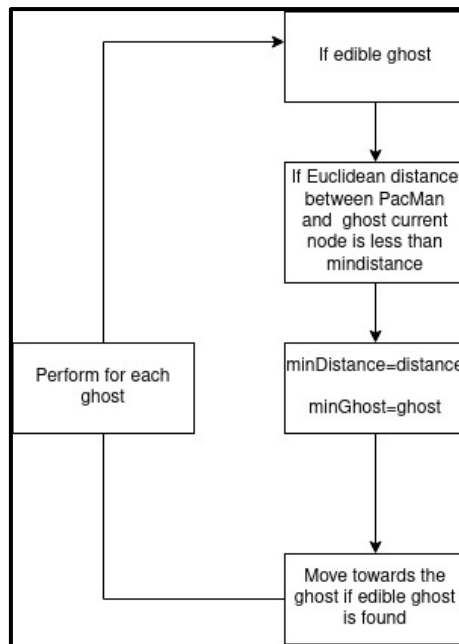 If edible ghost
If Euclidean distance
between PacMan
and ghost current
node is less than
mindistance
Perform for each
ghost
minDistance=distance
minGhost=ghost
Move towards the
ghost if edible ghost
is found